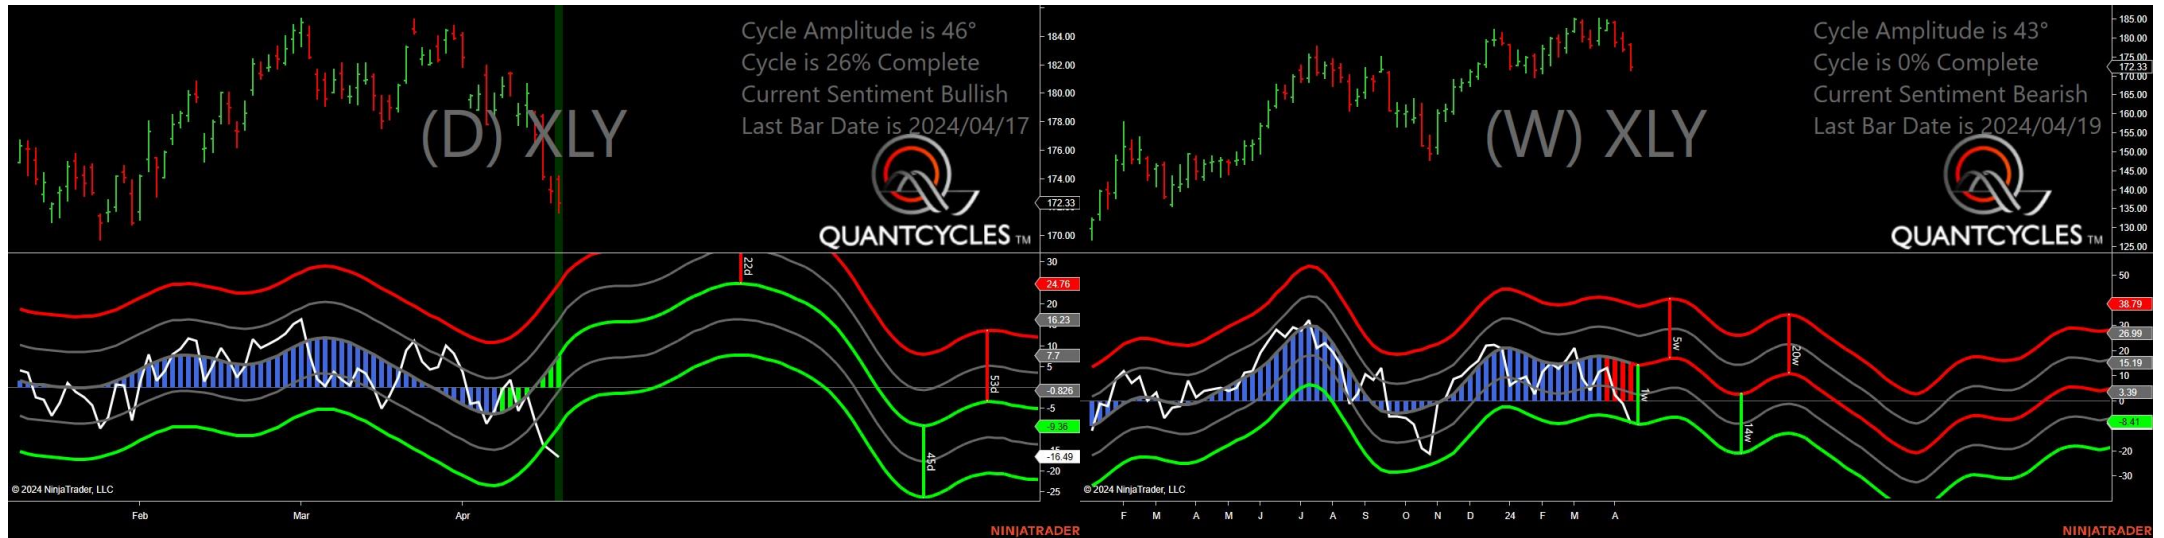 Cycle Amplitude is 46°
Cycle is 26% Complete
Current Sentiment Bullish
Last Bar Date is 2024/04/17
(D) XLY
QUANTCYCLES TM
184.00
182.00
180.00
178.00
176.00
174.00
172.33
170.00
30
24.76
20
16.23
10
7.7
5
-0.826
-5
-9.36
-16.49
-20
-25
22d
53d
45d
© 2024 NinjaTrader, LLC
Feb Mar Apr
NINJATRADER
Cycle Amplitude is 43°
Cycle is 0% Complete
Current Sentiment Bearish
Last Bar Date is 2024/04/19
(W) XLY
QUANTCYCLES TM
185.00
180.00
175.00
172.33
170.00
165.00
160.00
155.00
150.00
145.00
140.00
135.00
130.00
125.00
50
38.79
30
26.99
20
15.19
10
3.39
0
-8.41
-20
-30
5w
20w
1w
14w
© 2024 NinjaTrader, LLC
F M A M J J A S O N D 24 F M A
NINJATRADER